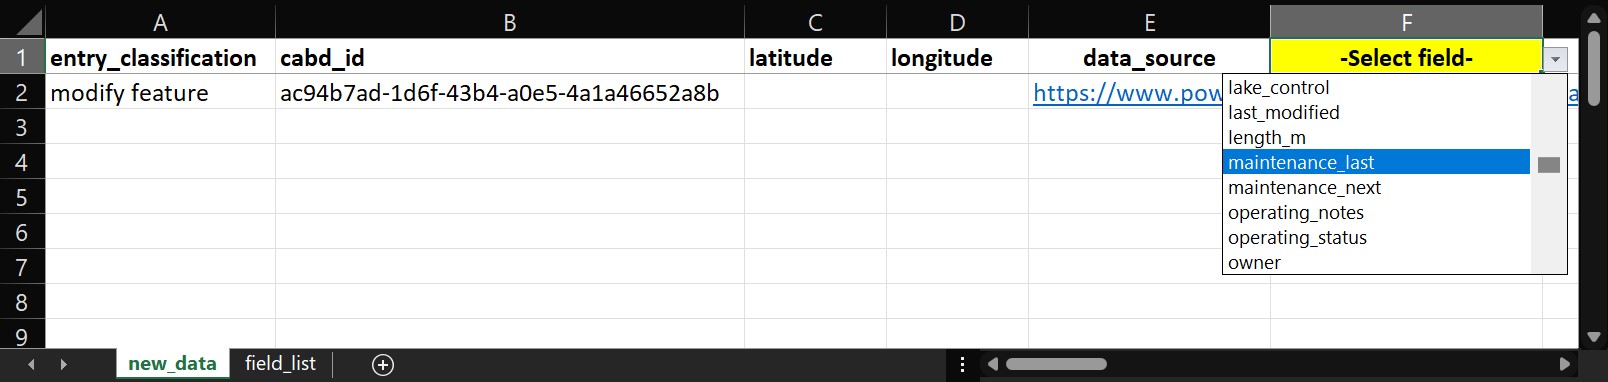 A B C D E F
1 entry_classification cabd_id latitude longitude data_source -Select field-
2 modify feature ac94b7ad-1d6f-43b4-a0e5-4a1a46652a8b https://www.pow
lake_control
last_modified
length_m
maintenance_last
maintenance_next
operating_notes
operating_status
owner
3
4
5
6
7
8
9
new_data field_list